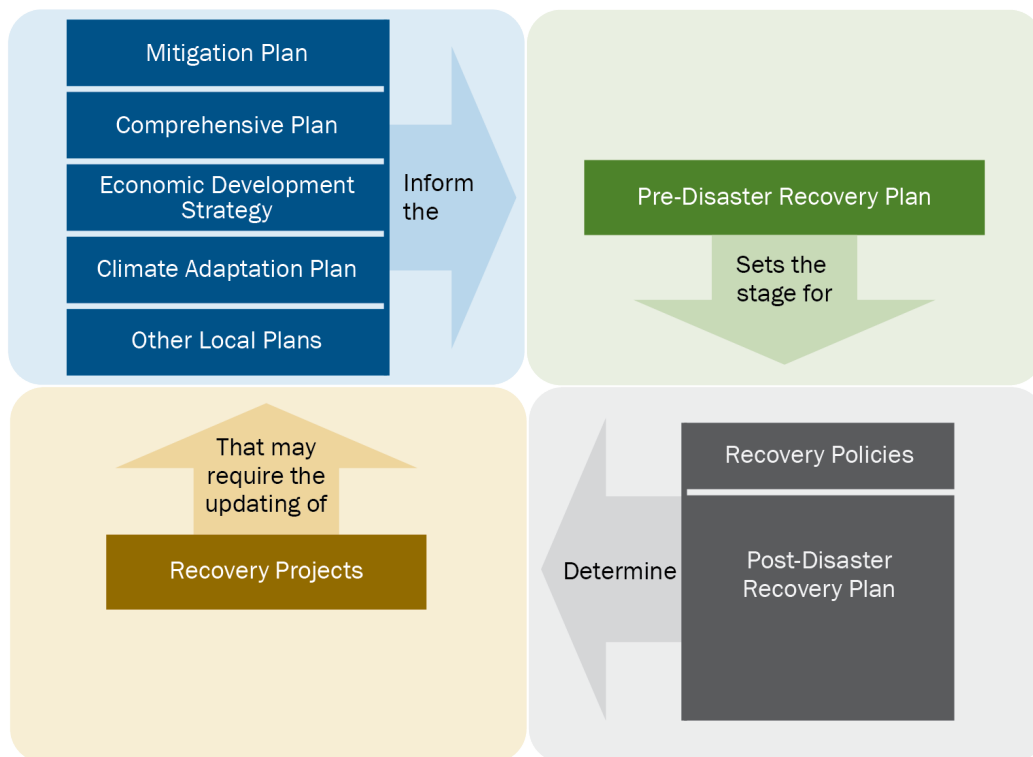 Mitigation Plan
Comprehensive Plan
Economic Development
Strategy
Climate Adaptation Plan
Other Local Plans
Inform
the
Pre-Disaster Recovery Plan
Sets the
stage for
Recovery Policies
Post-Disaster
Recovery Plan
Determine
Recovery Projects
That may
require the
updating of